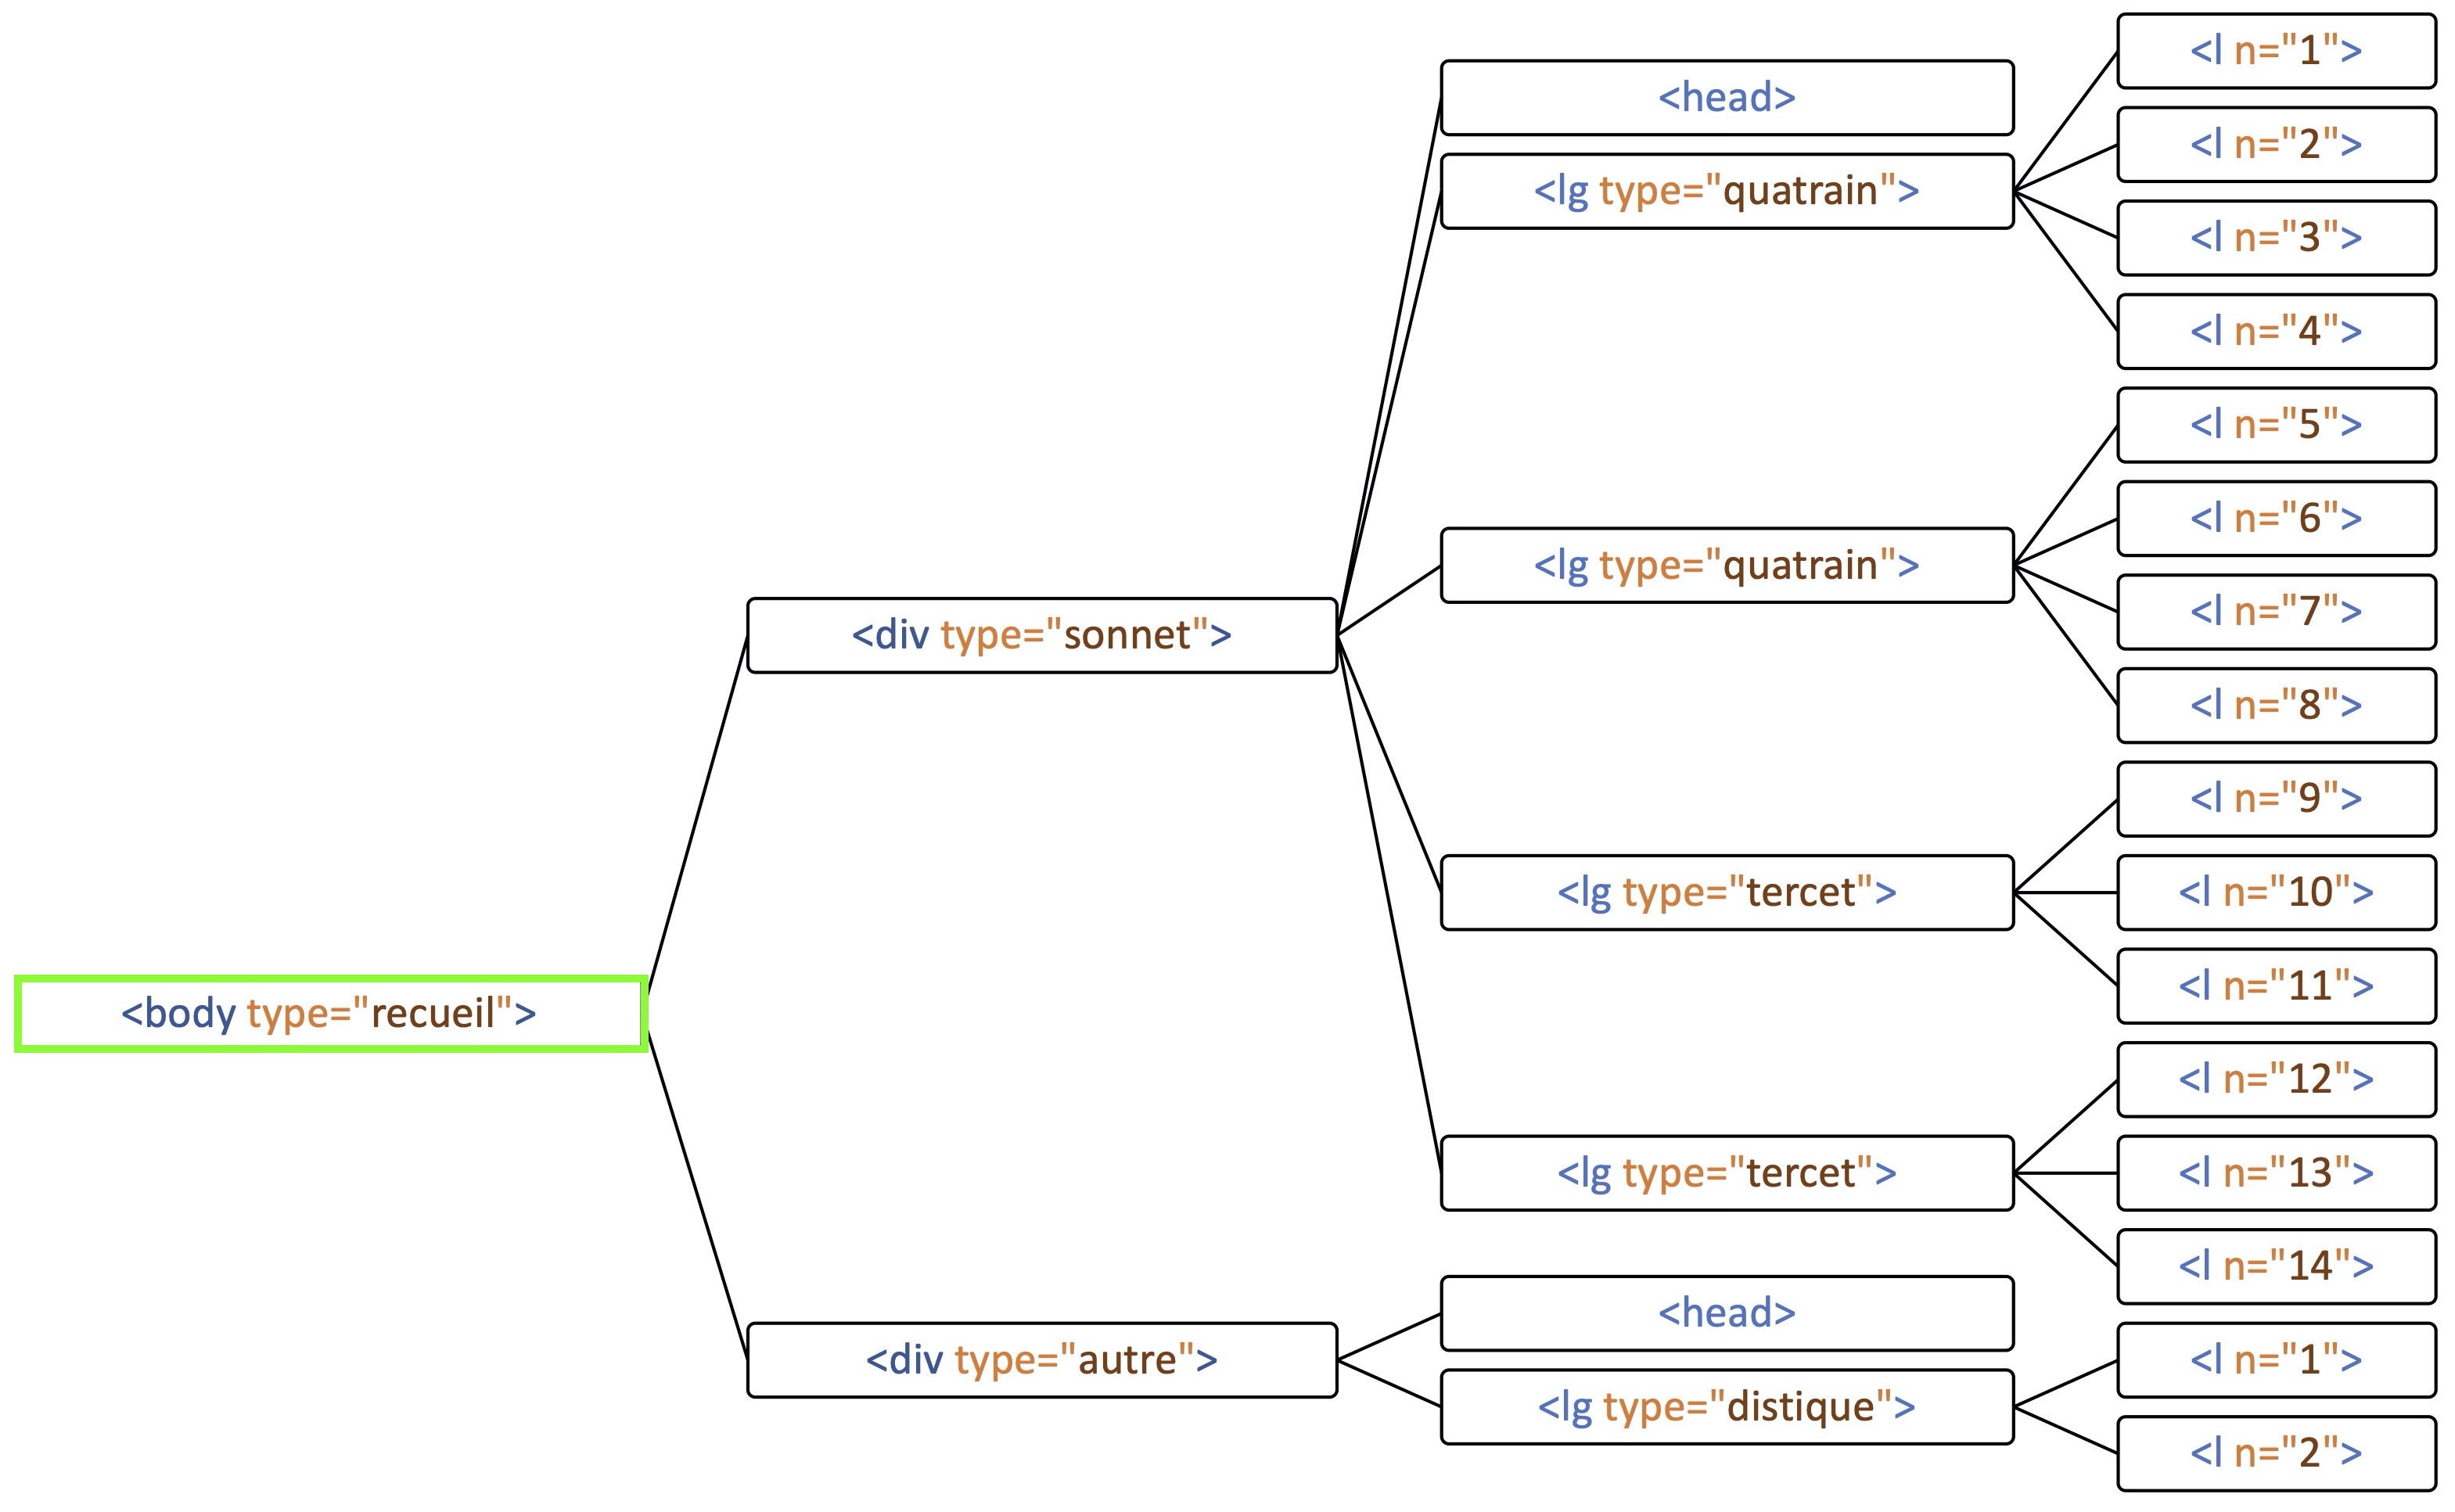 <body type="recueil">
<div type="sonnet">
<head>
<lg type="quatrain">
<l n="1">
<l n="2">
<l n="3">
<l n="4">
<lg type="quatrain">
<l n="5">
<l n="6">
<l n="7">
<l n="8">
<lg type="tercet">
<l n="9">
<l n="10">
<l n="11">
<lg type="tercet">
<l n="12">
<l n="13">
<l n="14">
<div type="autre">
<head>
<lg type="distique">
<l n="1">
<l n="2">